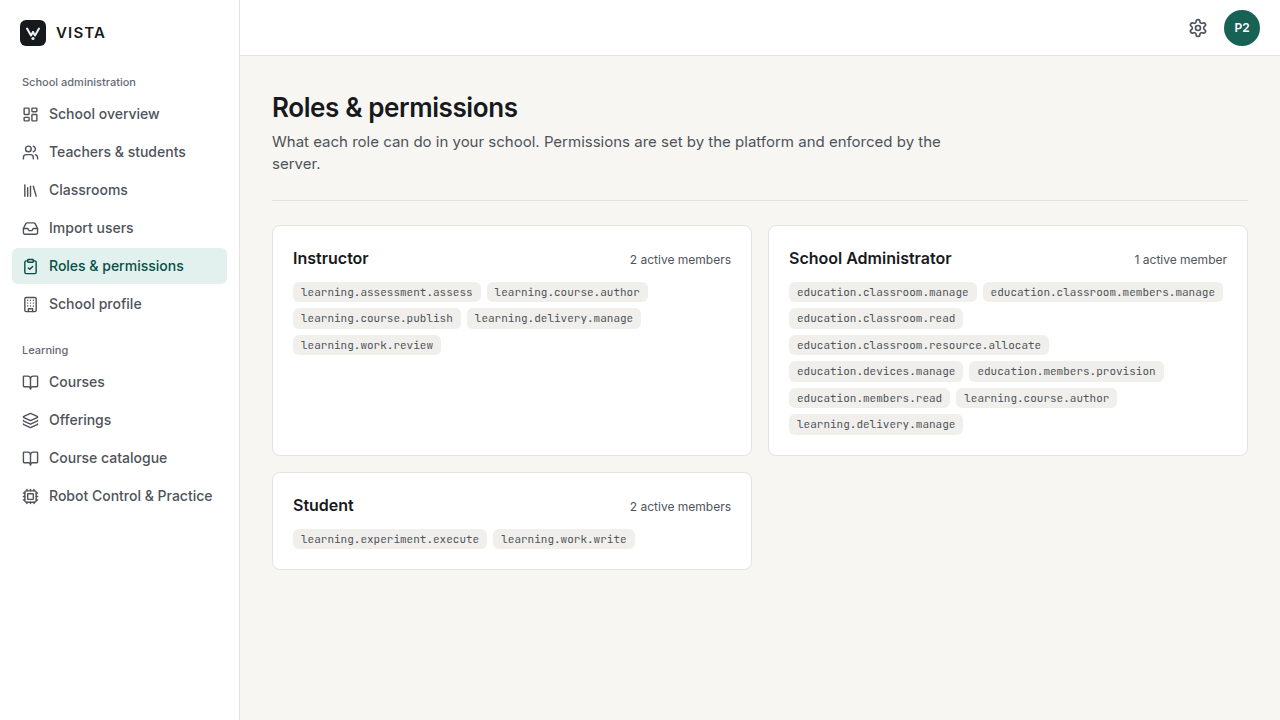 VISTA
P2
School administration
School overview
Teachers & students
Classrooms
Import users
Roles & permissions
School profile
Learning
Courses
Offerings
Course catalogue
Robot Control & Practice
Roles & permissions
What each role can do in your school. Permissions are set by the platform and enforced by the
server.
Instructor
2 active members
learning.assessment.assess learning.course.author
learning.course.publish learning.delivery.manage
learning.work.review
School Administrator
1 active member
education.classroom.manage education.classroom.members.manage
education.classroom.read
education.classroom.resource.allocate
education.devices.manage education.members.provision
education.members.read learning.course.author
learning.delivery.manage
Student
2 active members
learning.experiment.execute learning.work.write